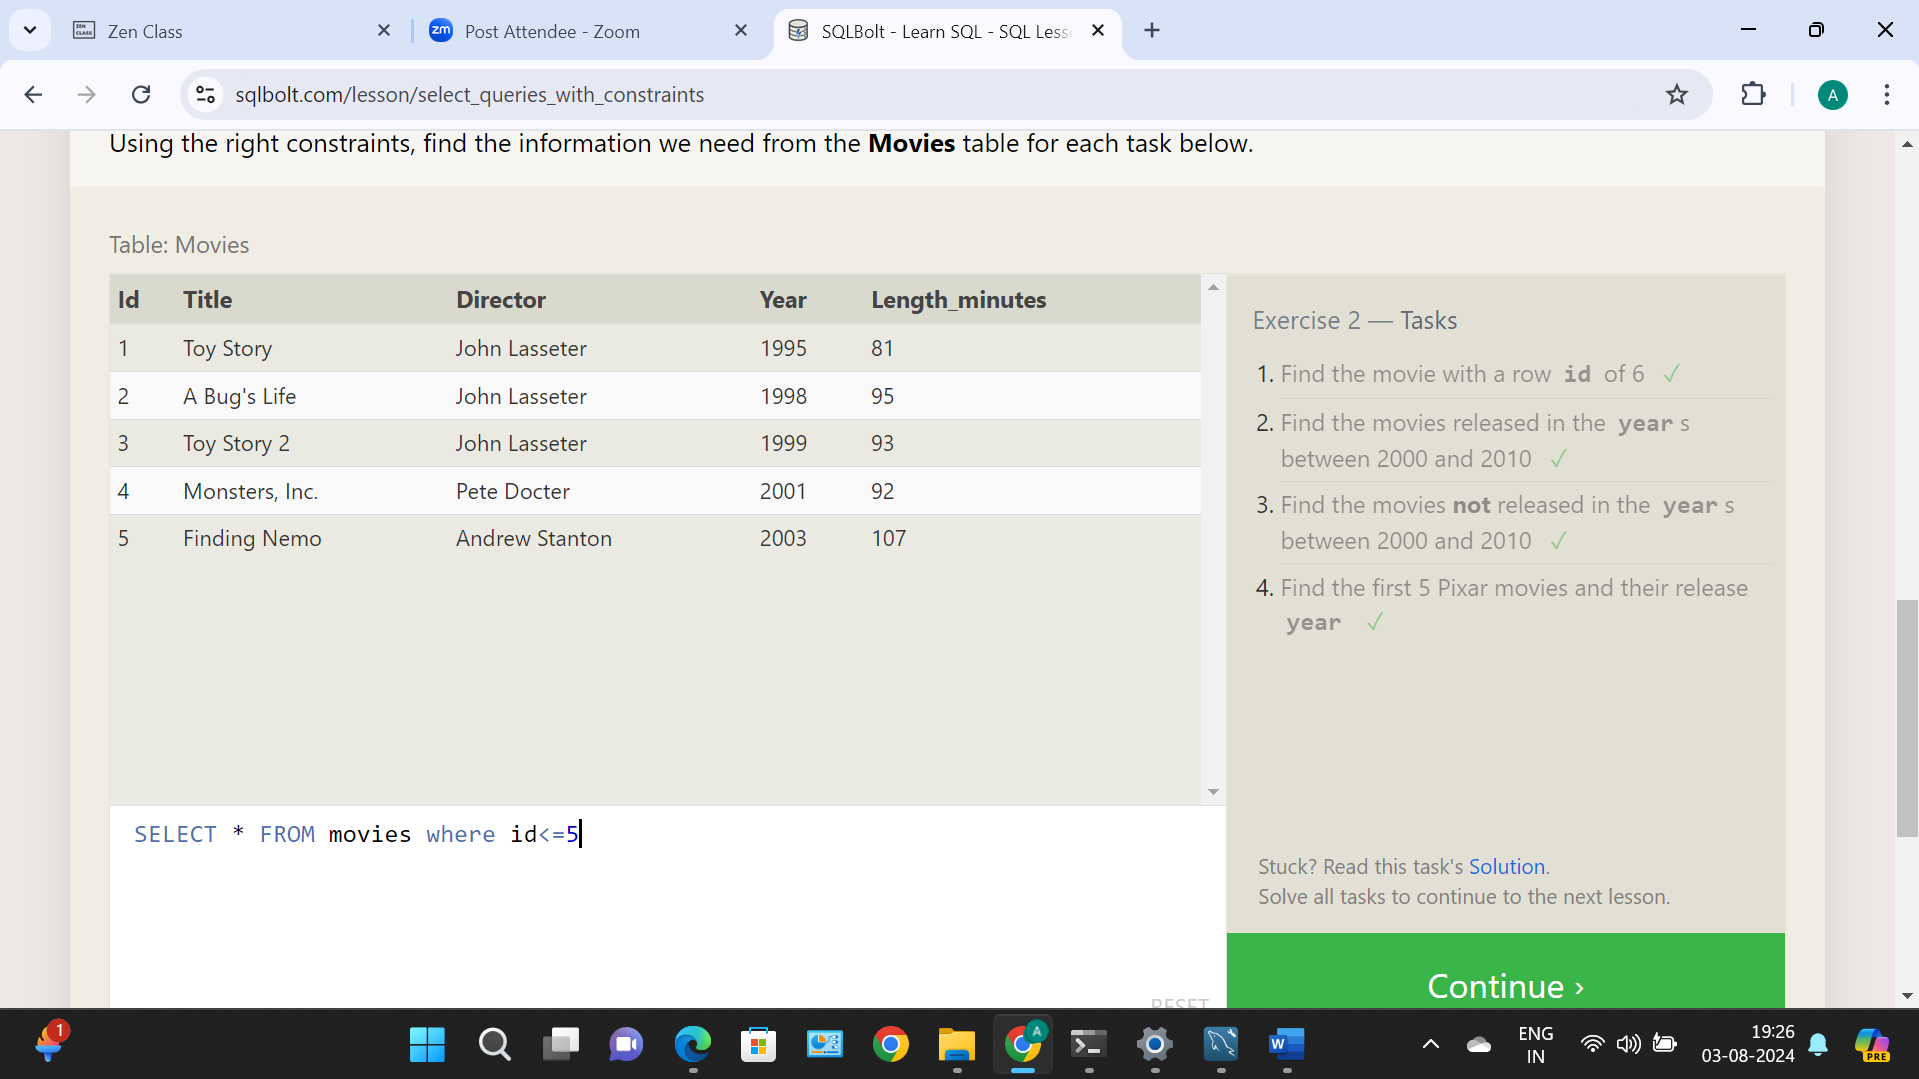 Zen Class
Post Attendee - Zoom
SQLBolt - Learn SQL - SQL Less
sqlbolt.com/lesson/select_queries_with_constraints
A
Using the right constraints, find the information we need from the Movies table for each task below.
Table: Movies
Id Title Director Year Length_minutes
1 Toy Story John Lasseter 1995 81
2 A Bug's Life John Lasseter 1998 95
3 Toy Story 2 John Lasseter 1999 93
4 Monsters, Inc. Pete Docter 2001 92
5 Finding Nemo Andrew Stanton 2003 107
SELECT * FROM movies where id<=5
RESET
Exercise 2 — Tasks
1. Find the movie with a row id of 6 ✓
2. Find the movies released in the year s
between 2000 and 2010 ✓
3. Find the movies not released in the year s
between 2000 and 2010 ✓
4. Find the first 5 Pixar movies and their release
year ✓
Stuck? Read this task's Solution.
Solve all tasks to continue to the next lesson.
Continue ›
1
A
W
ENG
IN
19:26
03-08-2024
PRE